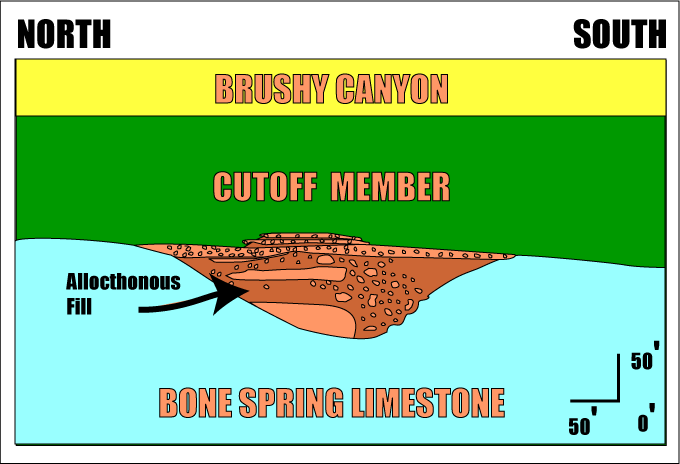 NORTH
SOUTH
BRUSHY CANYON
CUTOFF MEMBER
Allocthonous
Fill
BONE SPRING LIMESTONE
50'
50'
0'